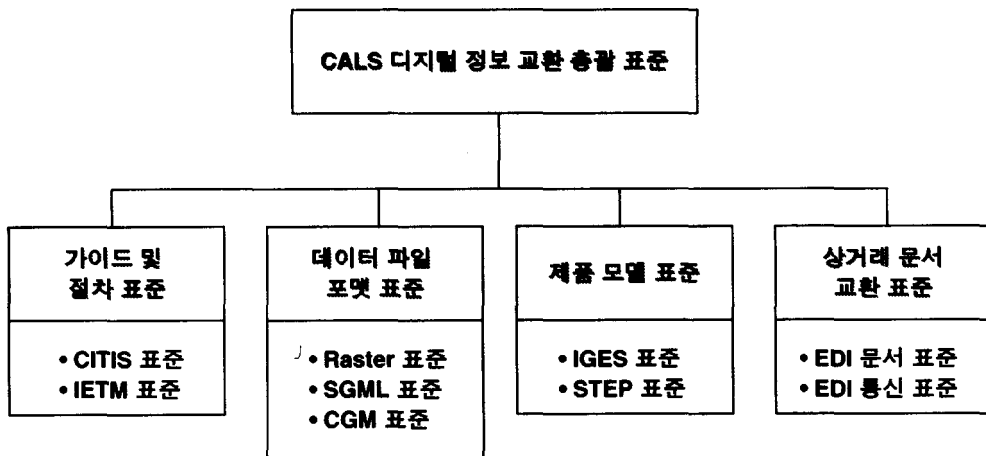 CALS 디지털 정보 교환 총괄 표준
가이드 및
절차 표준
• CITIS 표준
• IETM 표준
데이터 파일
포맷 표준
• Raster 표준
• SGML 표준
• CGM 표준
제품 모델 표준
• IGES 표준
• STEP 표준
상거래 문서
교환 표준
• EDI 문서 표준
• EDI 통신 표준